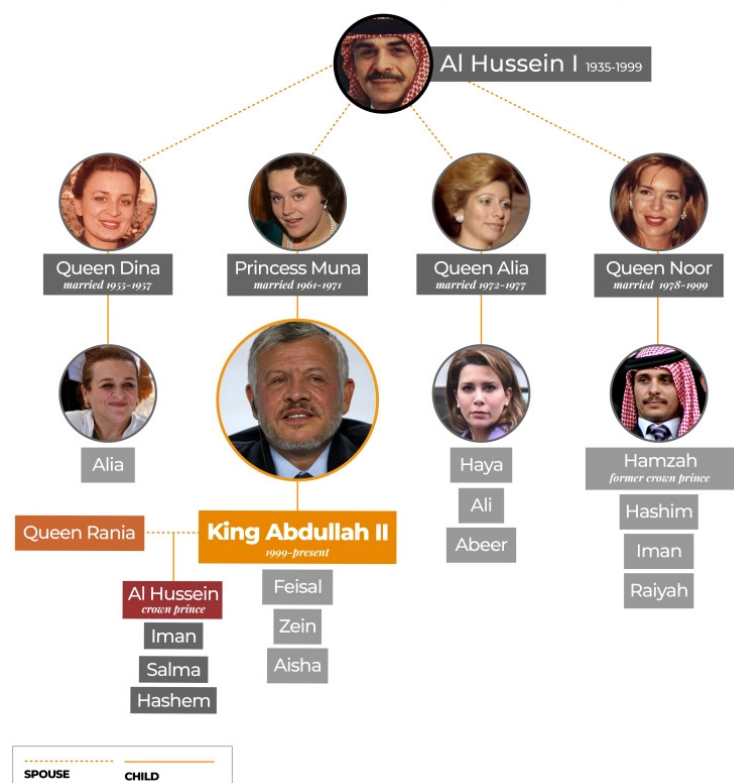 Al Hussein I 1935-1999
Queen Dina
married 1955-1957
Princess Muna
married 1961-1971
Queen Alia
married 1972-1977
Queen Noor
married 1978-1999
Alia
King Abdullah II
1999-present
Feisal
Zein
Aisha
Queen Rania
Al Hussein
crown prince
Iman
Salma
Hashem
Haya
Ali
Abeer
Hamzah
former crown prince
Hashim
Iman
Raiyah
SPOUSE
CHILD